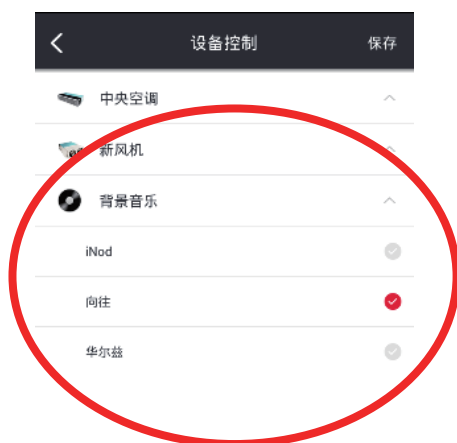 设备控制 保存
中央空调
新风机
背景音乐
iNod
向往
华尔兹